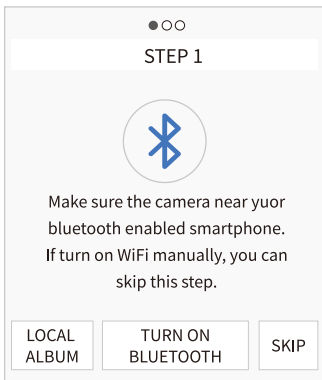 STEP 1
Make sure the camera near yuor
bluetooth enabled smartphone.
If turn on WiFi manually, you can
skip this step.
LOCAL
ALBUM
TURN ON
BLUETOOTH
SKIP